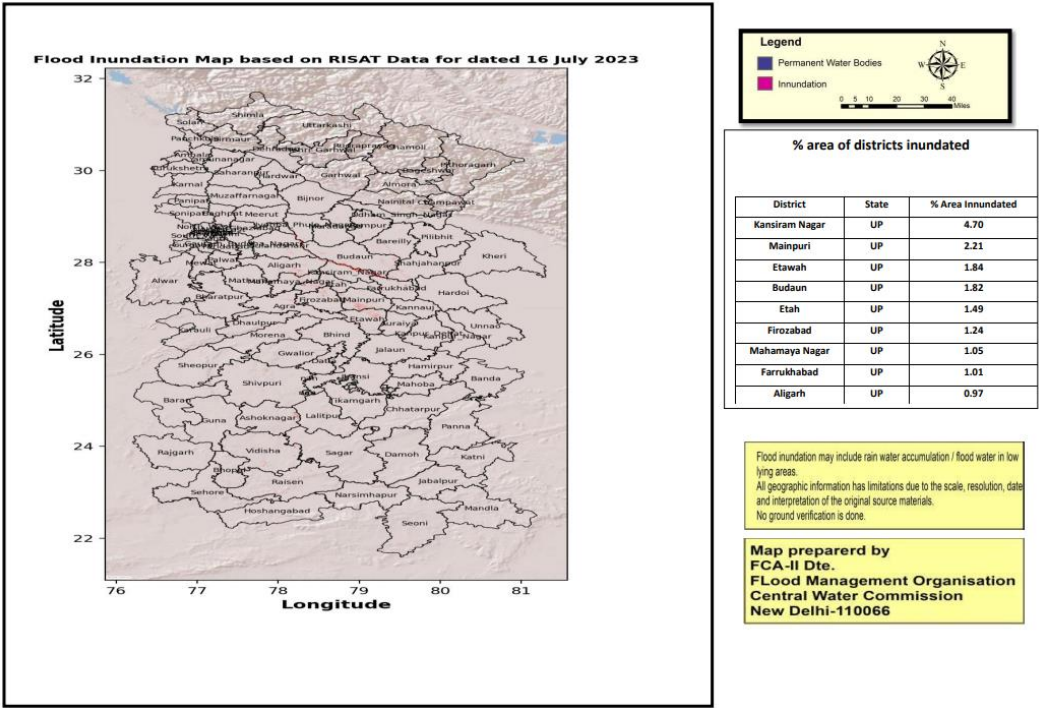 Flood Inundation Map based on RISAT Data for dated 16 July 2023
Latitude
32
30
28
26
24
22
Shimla
Solan
Uttarkashi
Chamoli
Pithoragarh
Bageshwar
Garhwal
Almora
Karnal
Muzaffarnagar
Bijnor
Panipat
Meerut
Pilibhit
Bareilly
Kheri
Budaun
Shahjahanpur
Aligarh
Kansiram_Nagar
Alwar
Hardoi
Bharatpur
Firozabad
Mainpuri
Kannauj
Agra
Etawah
Unnao
Dhaulpur
Morena
Bhind
Jalaun
Gwalior
Hamirpur
Sheopur
Shivpuri
Mahoba
Banda
Baran
Tikamgarh
Chhatarpur
Guna
Ashoknagar
Lalitpur
Panna
Rajgarh
Vidisha
Sagar
Damoh
Katni
Bhopal
Raisen
Jabalpur
Sehore
Narsimhapur
Hoshangabad
Mandla
Seoni
76 77 78 79 80 81
Longitude
Legend
Permanent Water Bodies
Innundation
N
W E
S
0 5 10 20 30 40
Miles
% area of districts inundated
District State % Area Innundated
Kansiram Nagar UP 4.70
Mainpuri UP 2.21
Etawah UP 1.84
Budaun UP 1.82
Etah UP 1.49
Firozabad UP 1.24
Mahamaya Nagar UP 1.05
Farrukhabad UP 1.01
Aligarh UP 0.97
Flood inundation may include rain water accumulation / flood water in low
lying areas.
All geographic information has limitations due to the scale, resolution, date
and interpretation of the original source materials.
No ground verification is done.
Map preparerd by
FCA-II Dte.
FLood Management Organisation
Central Water Commission
New Delhi-110066